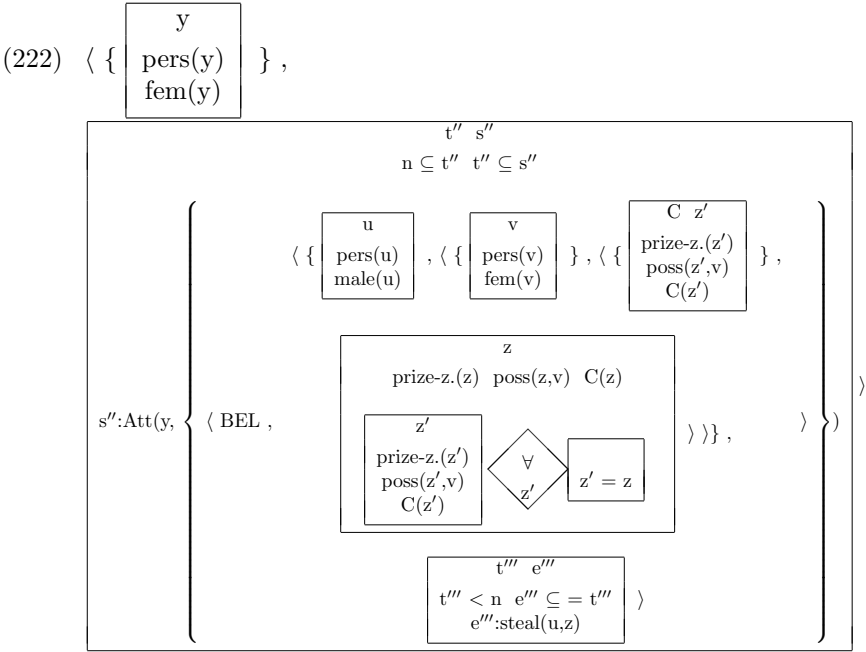 y
(222) ⟨ { pers(y) } ,
fem(y)
t′′ s′′
n ⊆ t′′ t′′ ⊆ s′′
u v C z′
⟨ { pers(u) , ⟨ { pers(v) } , ⟨ { prize-z.(z′) } ,
male(u) fem(v) poss(z′,v)
C(z′)
z
prize-z.(z) poss(z,v) C(z)
s′′:Att(y, { ⟨ BEL , ⟩ ⟩} , ⟩ } ) ⟩
z′
prize-z.(z′) ∀
poss(z′,v) z′ z′ = z
C(z′)
t′′′ e′′′
t′′′ < n e′′′ ⊆ = t′′′ ⟩
e′′′:steal(u,z)